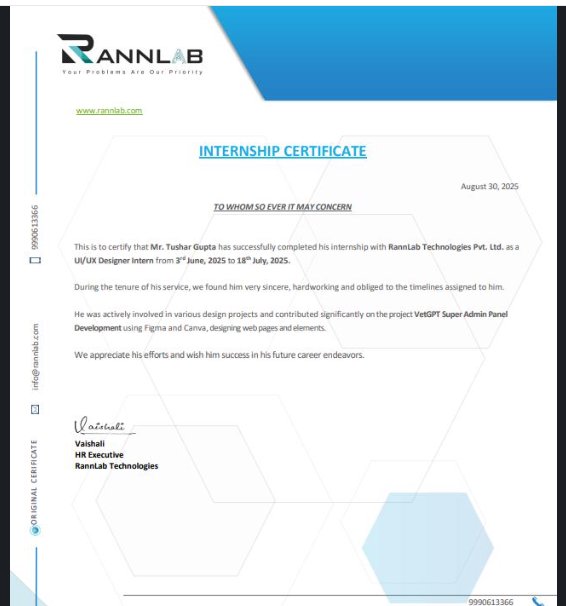 RANNLAB
Your Problems Are Our Priority
www.rannlab.com
INTERNSHIP CERTIFICATE
August 30, 2025
TO WHOM SO EVER IT MAY CONCERN
This is to certify that Mr. Tushar Gupta has successfully completed his internship with RannLab Technologies Pvt. Ltd. as a
UI/UX Designer Intern from 3rd June, 2025 to 18th July, 2025.
During the tenure of his service, we found him very sincere, hardworking and obliged to the timelines assigned to him.
He was actively involved in various design projects and contributed significantly on the project VetGPT Super Admin Panel
Development using Figma and Canva, designing web pages and elements.
We appreciate his efforts and wish him success in his future career endeavors.
Vaishali
Vaishali
HR Executive
RannLab Technologies
9990613366
info@rannlab.com
ORIGINAL CERIFICATE
9990613366